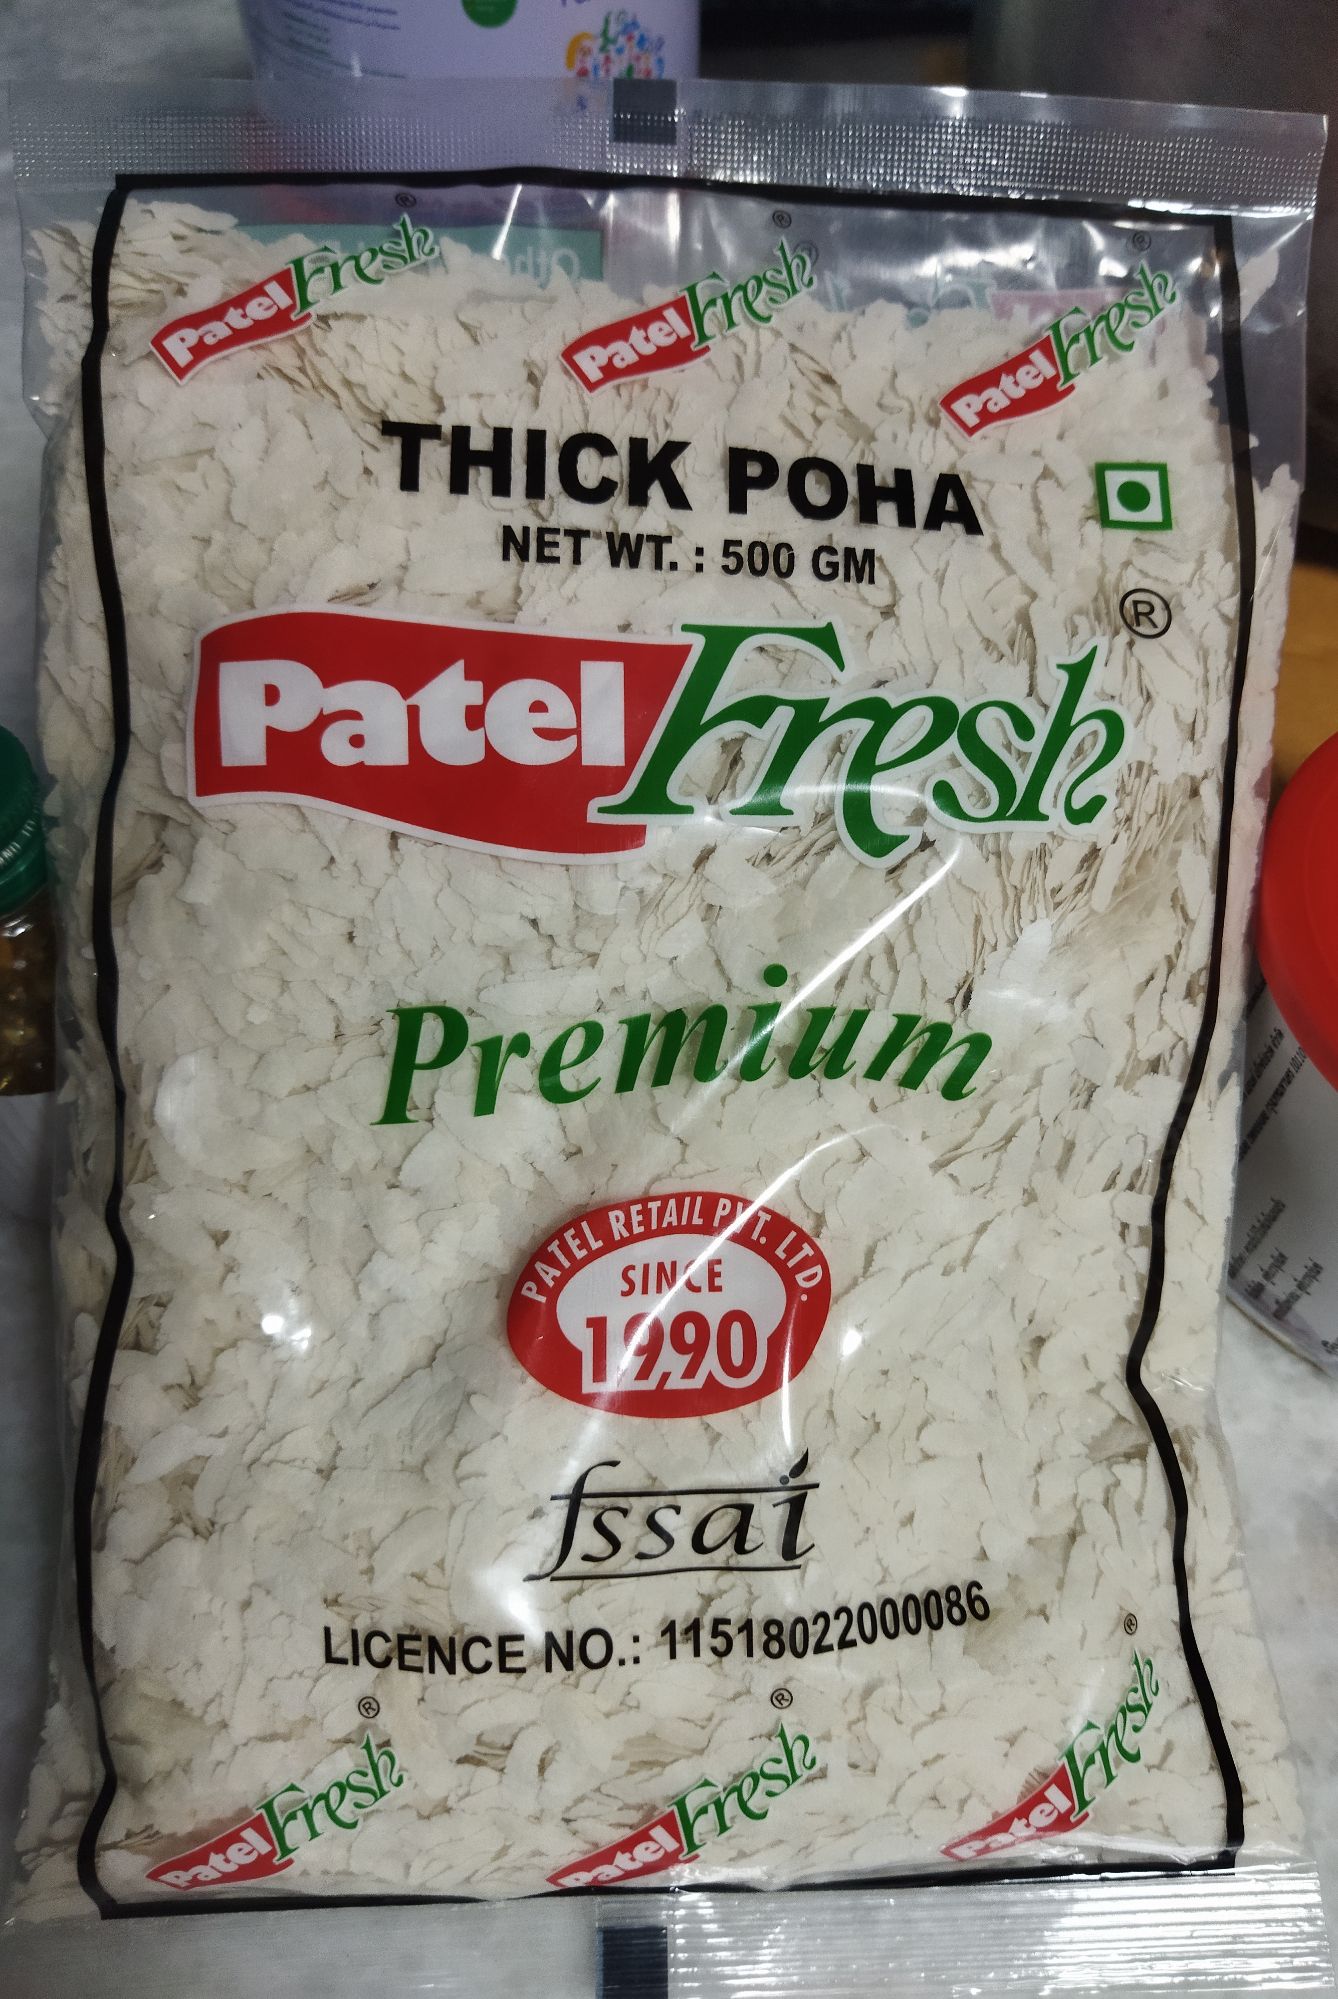 Patel Fresh ®
Patel Fresh ®
Patel Fresh ®
THICK POHA
NET WT. : 500 GM
Patel Fresh ®
Premium
PATEL RETAIL PVT. LTD.
SINCE
1990
fssai
LICENCE NO.: 11518022000086
Patel Fresh ®
Patel Fresh ®
Patel Fresh ®